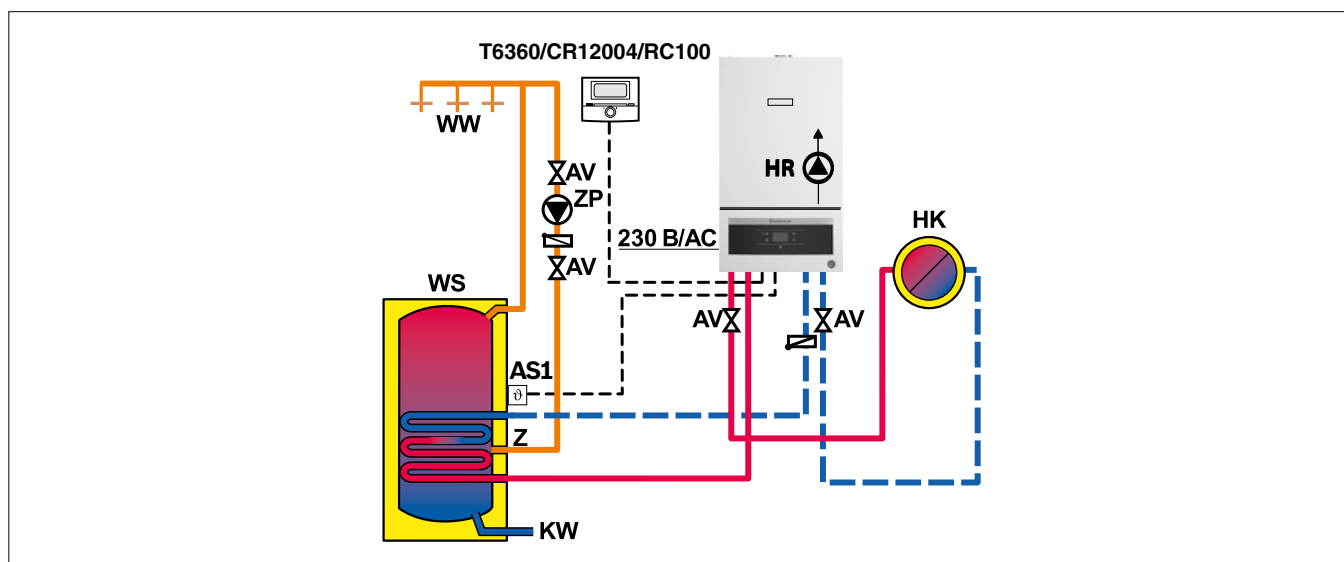 T6360/CR12004/RC100
WW
AV
ZP
AV
HR
230 В/AC
HK
WS
AV
AV
AS1
ϑ
Z
KW